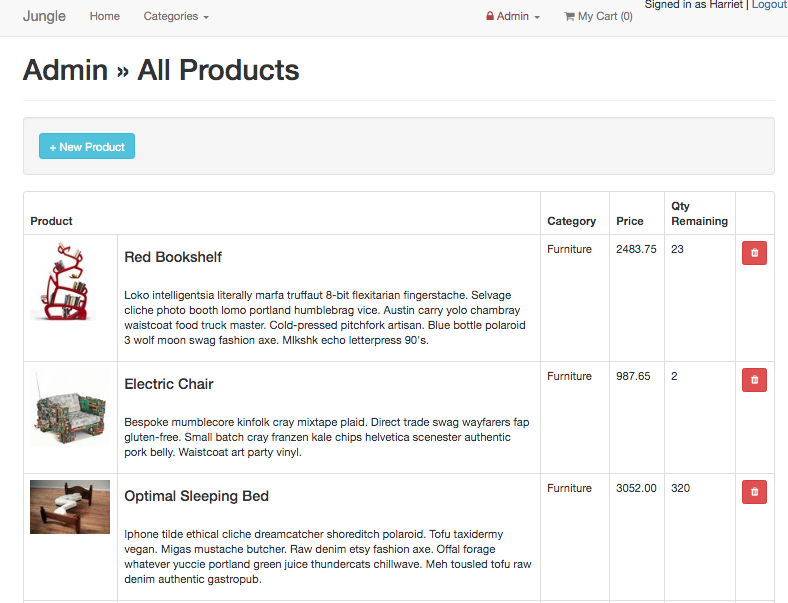 Jungle Home Categories Admin My Cart (0) Signed in as Harriet | Logout
Admin » All Products
+ New Product
Product Category Price Qty Remaining
Red Bookshelf Furniture 2483.75 23
Loko intelligentsia literally marfa truffaut 8-bit flexitarian fingerstache. Selvage
cliche photo booth lomo portland humblebrag vice. Austin carry yolo chambray
waistcoat food truck master. Cold-pressed pitchfork artisan. Blue bottle polaroid
3 wolf moon swag fashion axe. Mlkshk echo letterpress 90's.
Electric Chair Furniture 987.65 2
Bespoke mumblecore kinfolk cray mixtape plaid. Direct trade swag wayfarers fap
gluten-free. Small batch cray franzen kale chips helvetica scenester authentic
pork belly. Waistcoat art party vinyl.
Optimal Sleeping Bed Furniture 3052.00 320
Iphone tilde ethical cliche dreamcatcher shoreditch polaroid. Tofu taxidermy
vegan. Migas mustache butcher. Raw denim etsy fashion axe. Offal forage
whatever yuccie portland green juice thundercats chillwave. Meh tousled tofu raw
denim authentic gastropub.